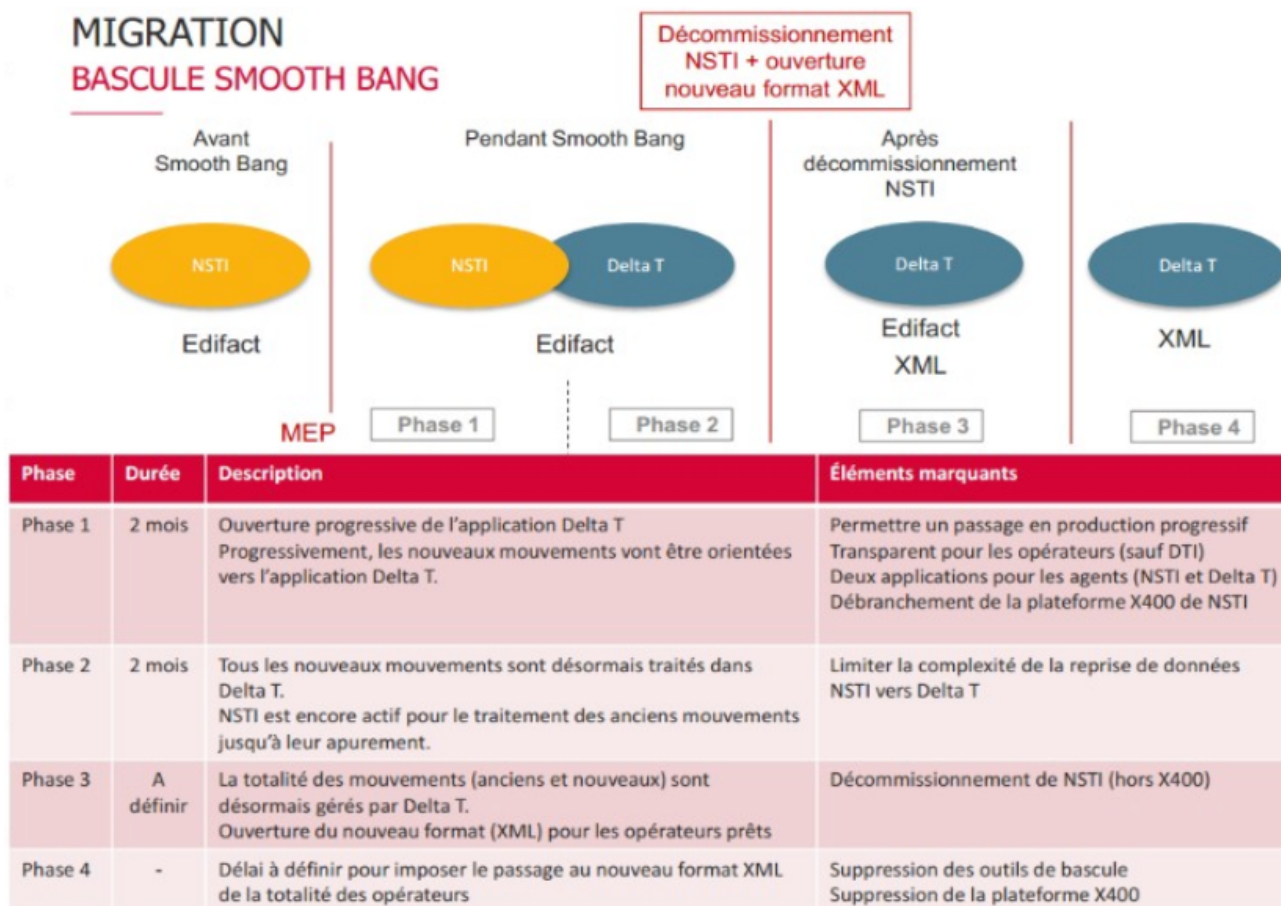 MIGRATION
BASCULE SMOOTH BANG
Décommissionnement
NSTI + ouverture
nouveau format XML
Avant
Smooth Bang
Pendant Smooth Bang
Après
décommissionnement
NSTI
NSTI
NSTI
Delta T
Delta T
Delta T
Edifact
Edifact
Edifact
XML
XML
MEP
Phase 1
Phase 2
Phase 3
Phase 4
Phase
Durée
Description
Éléments marquants
Phase 1
2 mois
Ouverture progressive de l'application Delta T
Progressivement, les nouveaux mouvements vont être orientées
vers l'application Delta T.
Permettre un passage en production progressif
Transparent pour les opérateurs (sauf DTI)
Deux applications pour les agents (NSTI et Delta T)
Débranchement de la plateforme X400 de NSTI
Phase 2
2 mois
Tous les nouveaux mouvements sont désormais traités dans
Delta T.
NSTI est encore actif pour le traitement des anciens mouvements
jusqu'à leur apurement.
Limiter la complexité de la reprise de données
NSTI vers Delta T
Phase 3
A
définir
La totalité des mouvements (anciens et nouveaux) sont
désormais gérés par Delta T.
Ouverture du nouveau format (XML) pour les opérateurs prêts
Décommissionnement de NSTI (hors X400)
Phase 4
-
Délai à définir pour imposer le passage au nouveau format XML
de la totalité des opérateurs
Suppression des outils de bascule
Suppression de la plateforme X400